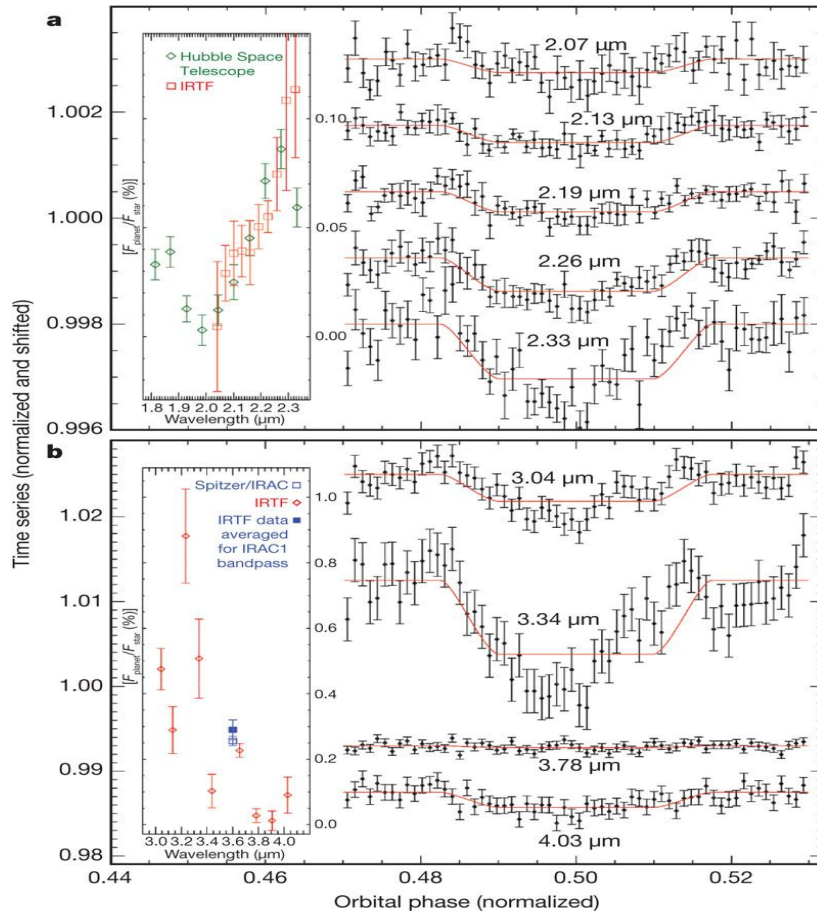 a
Hubble Space
Telescope
IRTF
[F_planet/F_star (%)]
0.10
0.05
0.00
1.8 1.9 2.0 2.1 2.2 2.3
Wavelength (μm)
2.07 μm
2.13 μm
2.19 μm
2.26 μm
2.33 μm
1.002
1.000
0.998
0.996
Time series (normalized and shifted)
b
Spitzer/IRAC
IRTF
IRTF data
averaged
for IRAC1
bandpass
[F_planet/F_star (%)]
1.0
0.8
0.6
0.4
0.2
0.0
3.0 3.2 3.4 3.6 3.8 4.0
Wavelength (μm)
3.04 μm
3.34 μm
3.78 μm
4.03 μm
1.02
1.01
1.00
0.99
0.98
0.44 0.46 0.48 0.50 0.52
Orbital phase (normalized)